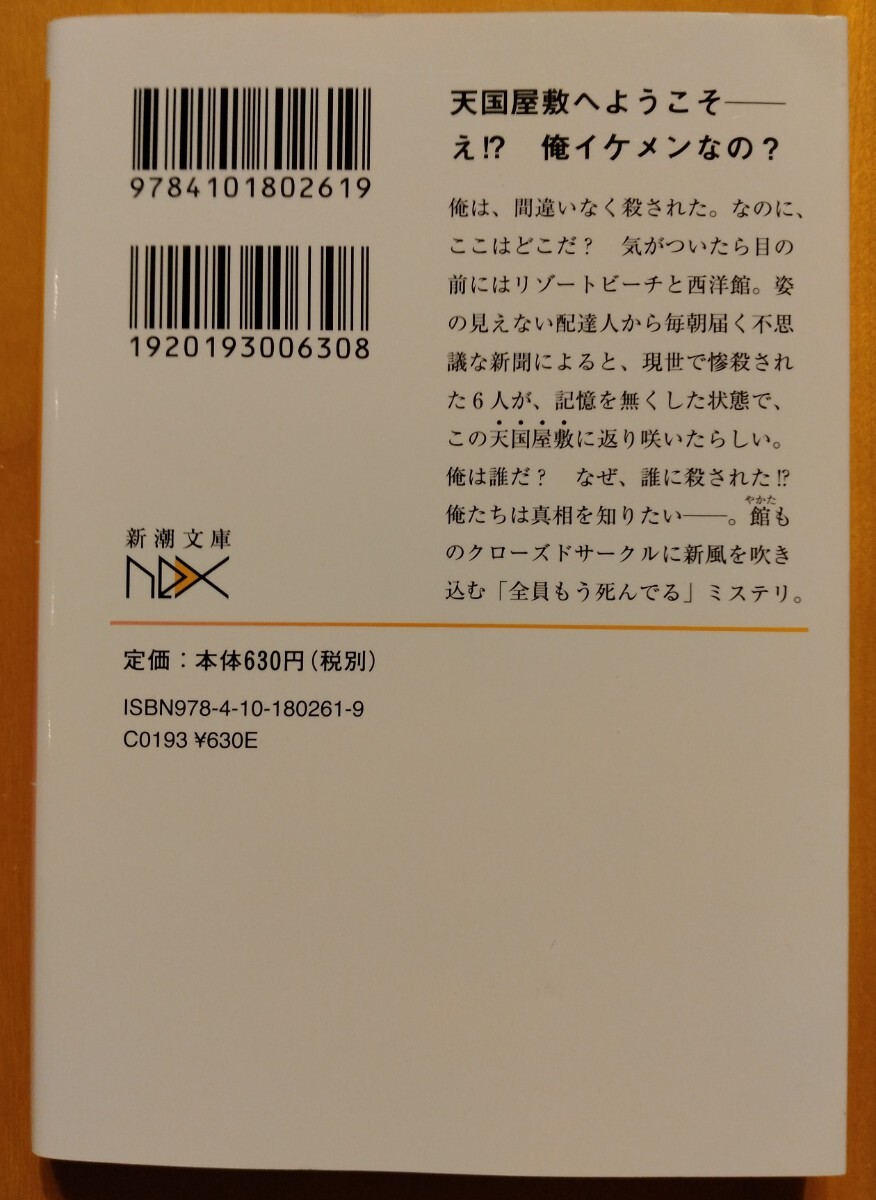 9784101802619
1920193006308
天国屋敷へようこそ――
え!?　俺イケメンなの？
俺は、間違いなく殺された。なのに、
ここはどこだ？　気がついたら目の
前にはリゾートビーチと西洋館。姿
の見えない配達人から毎朝届く不思
議な新聞によると、現世で惨殺され
た6人が、記憶を無くした状態で、
この天国屋敷に返り咲いたらしい。
俺は誰だ？　なぜ、誰に殺された!?
やかた
俺たちは真相を知りたい――。館も
のクローズドサークルに新風を吹き
込む「全員もう死んでる」ミステリ。
新潮文庫
nex
定価：本体630円(税別)
ISBN978-4-10-180261-9
C0193 ¥630E